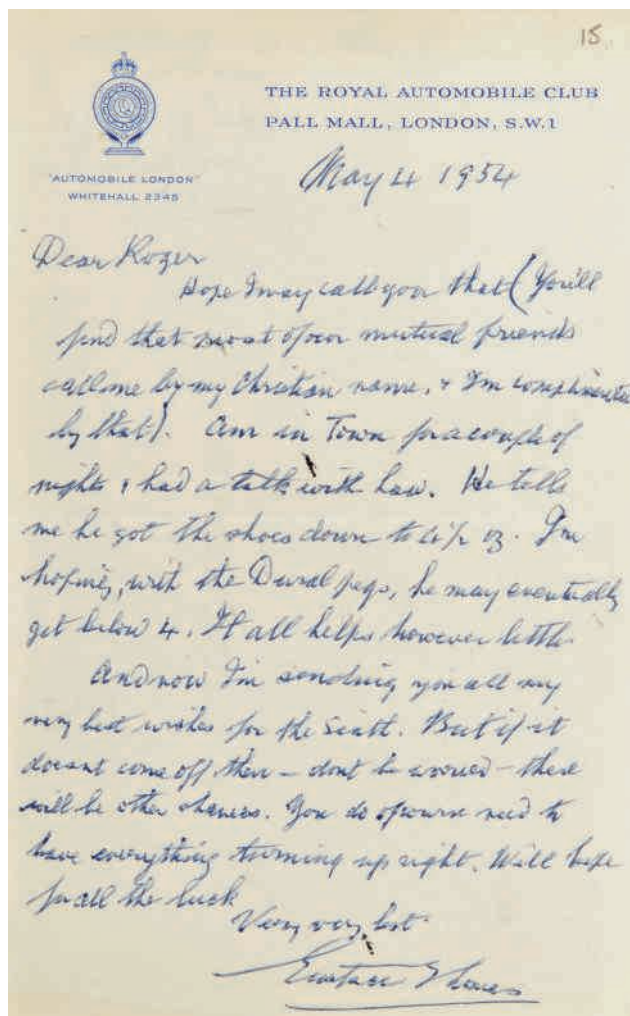 15
THE ROYAL AUTOMOBILE CLUB
PALL MALL, LONDON, S.W.1
"AUTOMOBILE LONDON"
WHITEHALL 2345
May 4 1954
Dear Roger
Hope I may call you that (You'll
find that most of our mutual friends
call me by my Christian name, & I'm complimented
by that). Am in Town for a couple of
nights & had a talk with Law. He tells
me he got the shoes down to 4½ oz. I'm
hoping, with the Dural pegs, he may eventually
get below 4. It all helps however little.
And now I'm sending you all my
very best wishes for the Sixth. But if it
doesnt come off then – dont be worried – there
will be other chances. You do of course need to
have everything turning up right. Will hope
for all the luck
Very very best.
Eustace Thomas